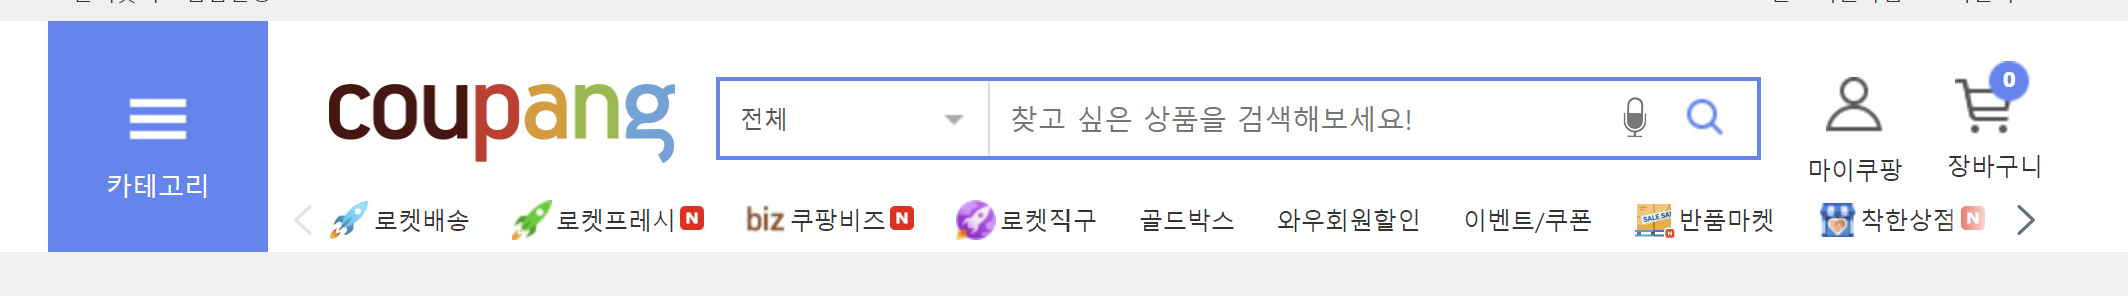 카테고리
coupang
전체
찾고 싶은 상품을 검색해보세요!
마이쿠팡
0
장바구니
로켓배송
로켓프레시 N
biz 쿠팡비즈 N
로켓직구
골드박스
와우회원할인
이벤트/쿠폰
반품마켓
착한상점 N